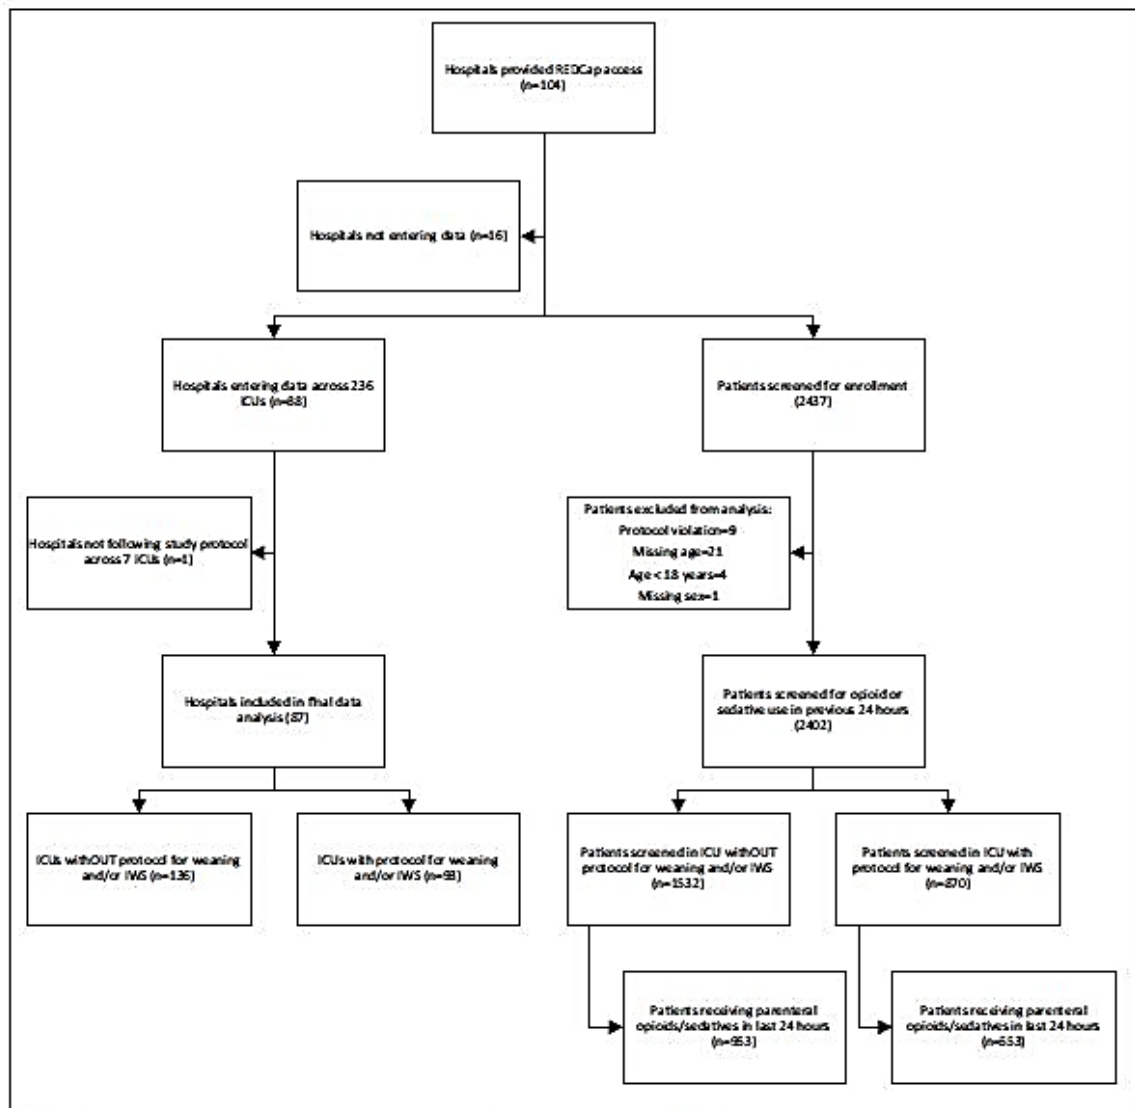 Hospitals provided REDCap access
(n=104)
Hospitals not entering data (n=16)
Hospitals entering data across 236
ICUs (n=88)
Patients screened for enrollment
(2437)
Hospitals not following study protocol
across 7 ICUs (n=1)
Patients excluded from analysis:
Protocol violation=9
Missing age=21
Age < 18 years=4
Missing sex=1
Hospitals included in final data
analysis (87)
Patients screened for opioid or
sedative use in previous 24 hours
(2402)
ICUs withOUT protocol for weaning
and/or IWS (n=136)
ICUs with protocol for weaning
and/or IWS (n=93)
Patients screened in ICU withOUT
protocol for weaning and/or IWS
(n=1532)
Patients screened in ICU with
protocol for weaning and/or IWS
(n=870)
Patients receiving parenteral
opioids/sedatives in last 24 hours
(n=953)
Patients receiving parenteral
opioids/sedatives in last 24 hours